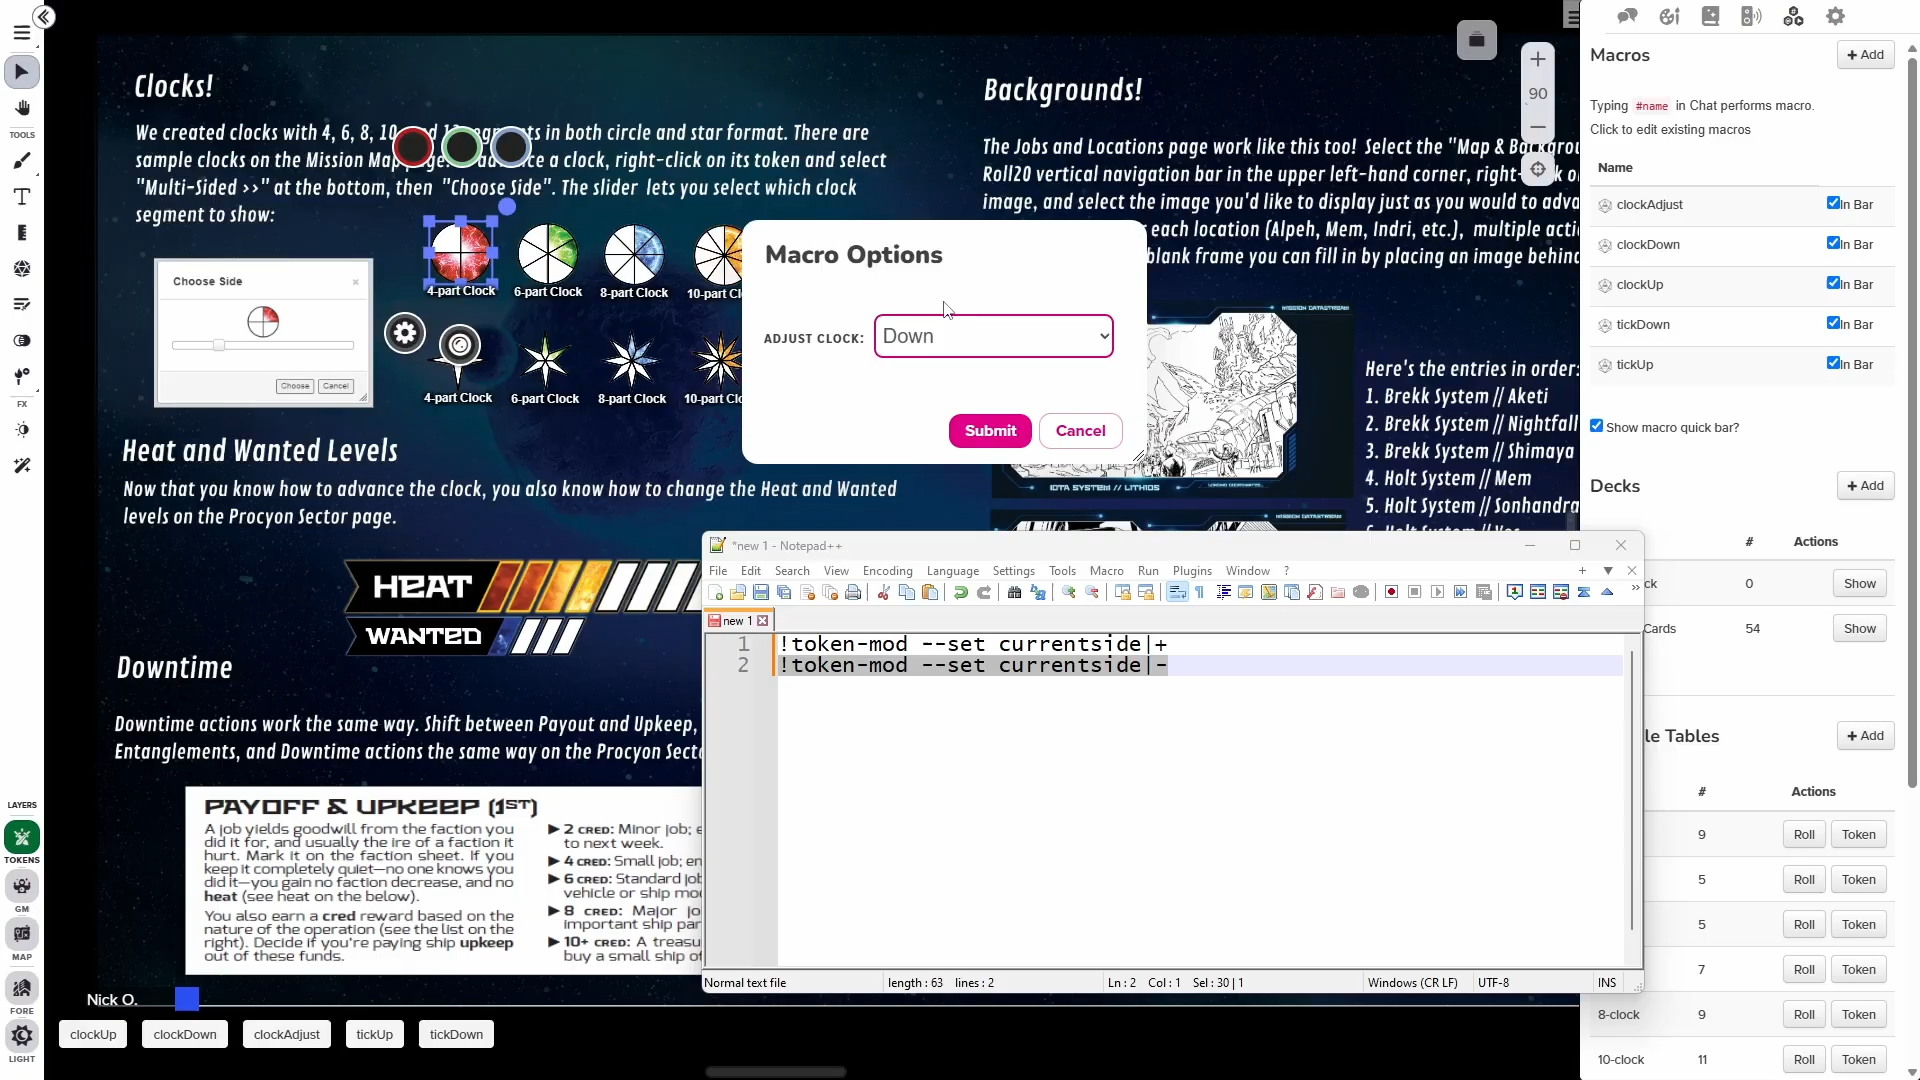 Clocks!
We created clocks with 4, 6, 8, 10, and 12 segments in both circle and star format. There are
sample clocks on the Mission Map page. To advance a clock, right-click on its token and select
"Multi-Sided >>" at the bottom, then "Choose Side". The slider lets you select which clock
segment to show:
Choose Side
Choose Cancel
4-part Clock 6-part Clock 8-part Clock 10-part
4-part Clock 6-part Clock 8-part Clock 10-part
Heat and Wanted Levels
Now that you know how to advance the clock, you also know how to change the Heat and Wanted
levels on the Procyon Sector page.
HEAT
WANTED
Downtime
Downtime actions work the same way. Shift between Payout and Upkeep,
Entanglements, and Downtime actions the same way on the Procyon
PAYOFF & UPKEEP (1ST)
A job yields goodwill from the faction you
did it for, and usually the ire of a faction it
hurt. Mark it on the faction sheet. If you
keep it completely quiet—no one knows you
did it—you gain no faction decrease, and no
heat (see heat on the below).
You also earn a cred reward based on the
nature of the operation (see the list on the
right). Decide if you're paying ship upkeep
out of these funds.
▶ 2 CRED: Minor job;
to next week.
▶ 4 CRED: Small job;
▶ 6 CRED: Standard
vehicle or ship
▶ 8 CRED: Major
important ship
▶ 10+ CRED: A
buy a small ship
Backgrounds!
The Jobs and Locations page work like this too! Select the "Map &
Roll20 vertical navigation bar in the upper left-hand corner,
image, and select the image you'd like to display just as you would to
each location (Alpeh, Mem, Indri, etc.), multiple
blank frame you can fill in by placing an image
MISSION DATASTREAM
IOTA SYSTEM // LITHIOS
MISSION DATASTREAM
Here's the entries in order:
1. Brekk System // Aketi
2. Brekk System // Nightfall
3. Brekk System // Shimaya
4. Holt System // Mem
5. Holt System //
Macro Options
ADJUST CLOCK: Down
Submit Cancel
*new 1 - Notepad++
File Edit Search View Encoding Language Settings Tools Macro Run Plugins Window ?
new 1
1 !token-mod --set currentside|+
2 !token-mod --set currentside|-
Normal text file length : 63 lines : 2 Ln : 2 Col : 1 Sel : 30 | 1 Windows (CR LF) UTF-8 INS
90
Macros
+ Add
Typing #name in Chat performs macro.
Click to edit existing macros
Name
clockAdjust In Bar
clockDown In Bar
clockUp In Bar
tickDown In Bar
tickUp In Bar
Show macro quick bar?
Decks
+ Add
# Actions
0 Show
Cards 54 Show
Tables
+ Add
# Actions
9 Roll Token
5 Roll Token
5 Roll Token
7 Roll Token
8-clock 9 Roll Token
10-clock 11 Roll Token
TOOLS
FX
LAYERS
TOKENS
GM
MAP
FORE
LIGHT
Nick O.
clockUp clockDown clockAdjust tickUp tickDown